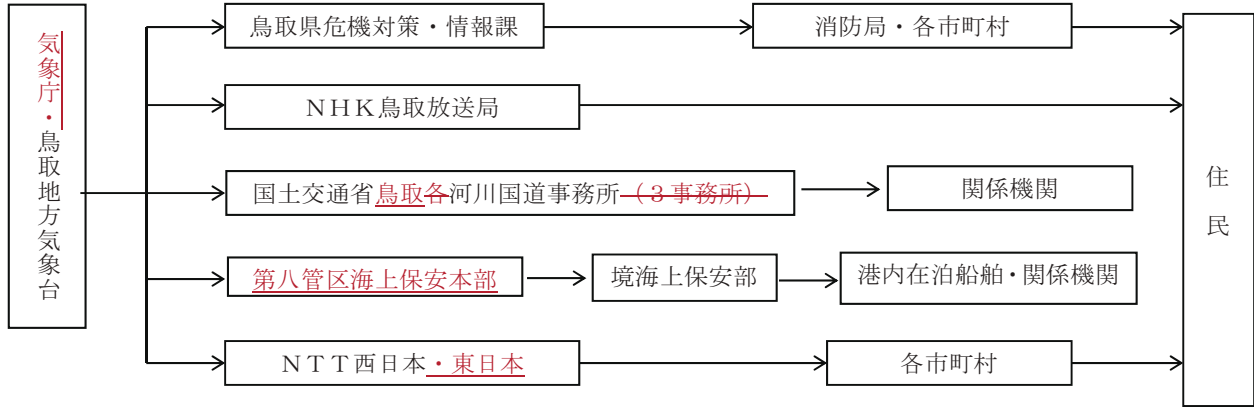 気象庁・鳥取地方気象台
鳥取県危機対策・情報課
消防局・各市町村
ＮＨＫ鳥取放送局
国土交通省鳥取各河川国道事務所（３事務所）
関係機関
第八管区海上保安本部
境海上保安部
港内在泊船舶・関係機関
ＮＴＴ西日本・東日本
各市町村
住民